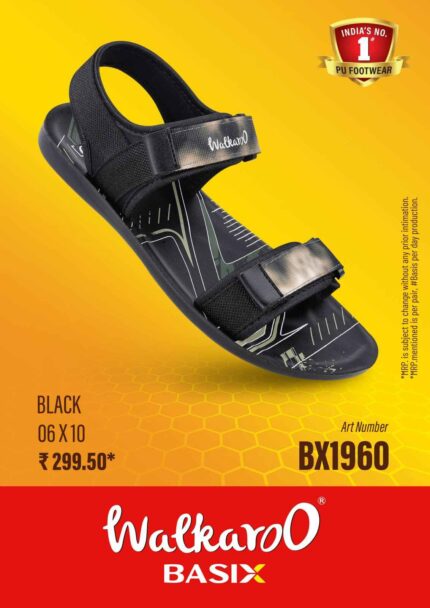 INDIA'S NO.
1#
PU FOOTWEAR
WalkaroO
*MRP. is subject to change without any prior intimation.
*MRP.mentioned is per pair. #Basis per day production.
BLACK
06 X 10
₹ 299.50*
Art Number
BX1960
WalkaroO®
BASIX